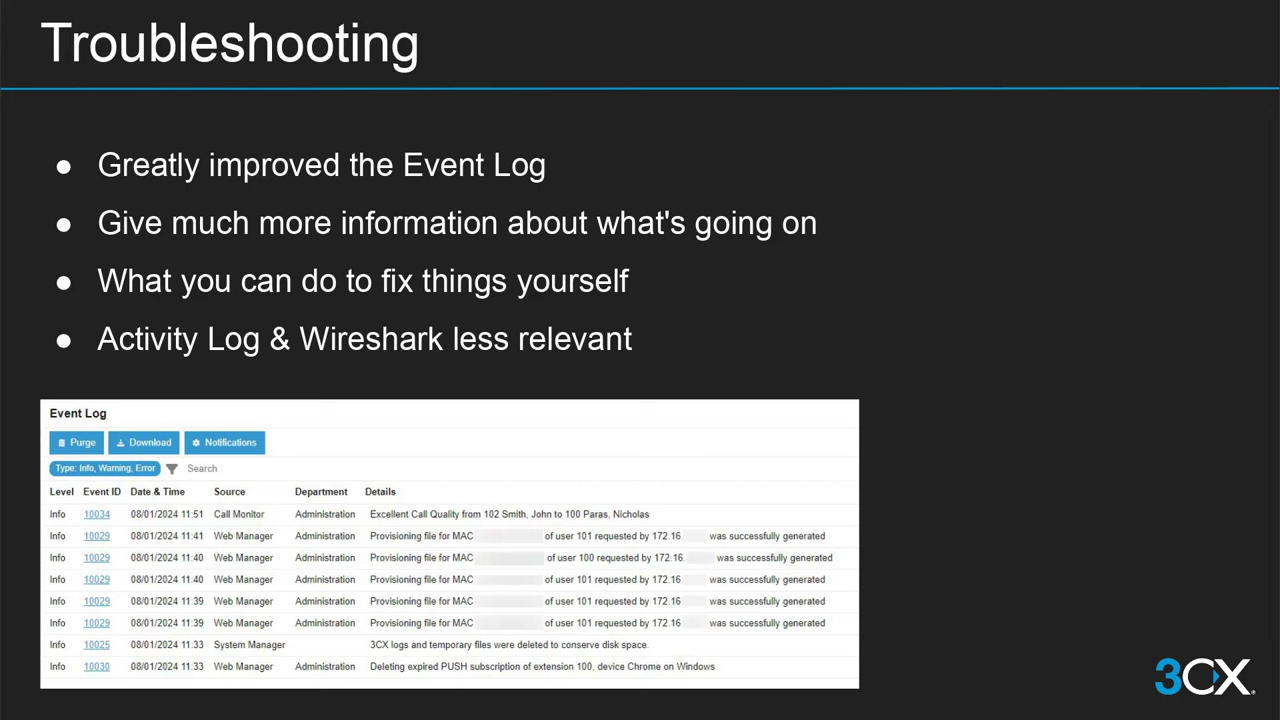 Troubleshooting
● Greatly improved the Event Log
● Give much more information about what's going on
● What you can do to fix things yourself
● Activity Log & Wireshark less relevant
Event Log
Purge Download Notifications
Type: Info, Warning, Error Search
Level Event ID Date & Time Source Department Details
Info 10034 08/01/2024 11:51 Call Monitor Administration Excellent Call Quality from 102 Smith, John to 100 Paras, Nicholas
Info 10029 08/01/2024 11:41 Web Manager Administration Provisioning file for MAC of user 101 requested by 172.16 was successfully generated
Info 10029 08/01/2024 11:40 Web Manager Administration Provisioning file for MAC of user 100 requested by 172.16. was successfully generated
Info 10029 08/01/2024 11:40 Web Manager Administration Provisioning file for MAC of user 101 requested by 172.16 was successfully generated
Info 10029 08/01/2024 11:39 Web Manager Administration Provisioning file for MAC of user 101 requested by 172.16 was successfully generated
Info 10029 08/01/2024 11:39 Web Manager Administration Provisioning file for MAC of user 101 requested by 172.16 was successfully generated
Info 10025 08/01/2024 11:33 System Manager 3CX logs and temporary files were deleted to conserve disk space.
Info 10030 08/01/2024 11:33 Web Manager Administration Deleting expired PUSH subscription of extension 100, device Chrome on Windows
3CX